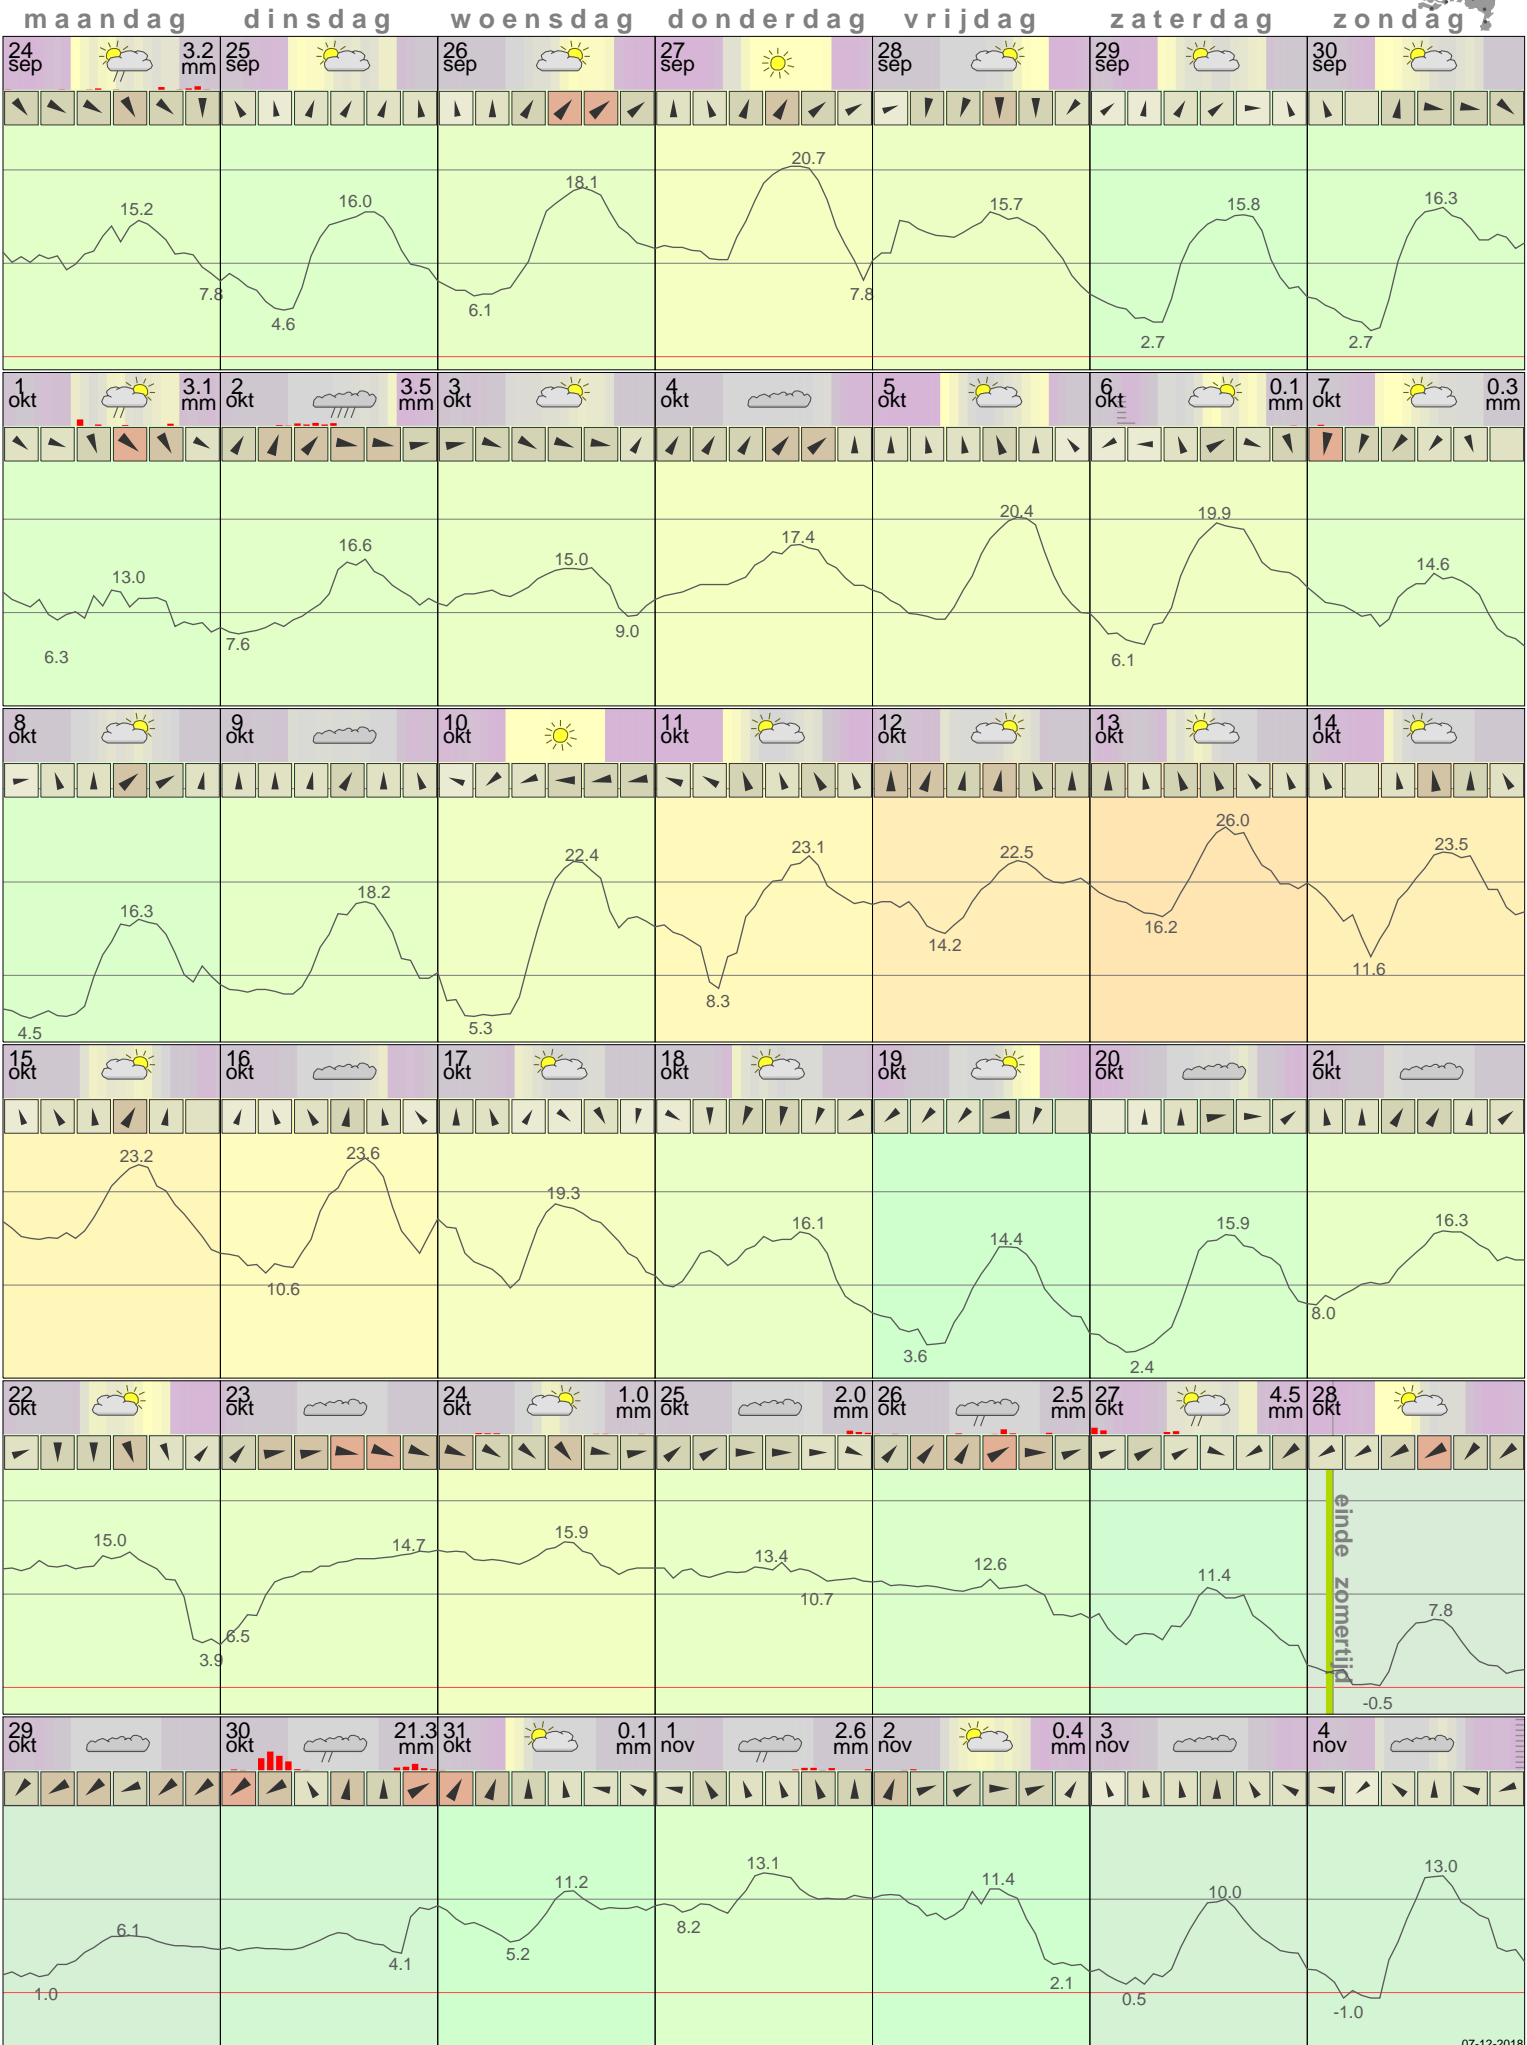 maandag dinsdag woensdag donderdag vrijdag zaterdag zondag
24 sep 3.2 mm 25 sep 26 sep 27 sep 28 sep 29 sep 30 sep
15.2 7.8 4.6 16.0 6.1 18.1 20.7 7.8 15.7 2.7 15.8 2.7 16.3
1 okt 3.1 mm 2 okt 3.5 mm 3 okt 4 okt 5 okt 6 okt 0.1 mm 7 okt 0.3 mm
6.3 13.0 7.6 16.6 15.0 9.0 17.4 20.4 6.1 19.9 14.6
8 okt 9 okt 10 okt 11 okt 12 okt 13 okt 14 okt
4.5 16.3 18.2 5.3 22.4 8.3 23.1 14.2 22.5 16.2 26.0 11.6 23.5
15 okt 16 okt 17 okt 18 okt 19 okt 20 okt 21 okt
23.2 10.6 23.6 19.3 16.1 3.6 14.4 2.4 15.9 8.0 16.3
22 okt 23 okt 24 okt 1.0 mm 25 okt 2.0 mm 26 okt 2.5 mm 27 okt 4.5 mm 28 okt
15.0 3.9 6.5 14.7 15.9 13.4 10.7 12.6 11.4 einde zomertijd -0.5 7.8
29 okt 30 okt 21.3 mm 31 okt 0.1 mm 1 nov 2.6 mm 2 nov 0.4 mm 3 nov 4 nov
1.0 6.1 4.1 5.2 11.2 8.2 13.1 11.4 2.1 0.5 10.0 -1.0 13.0
07-12-2018